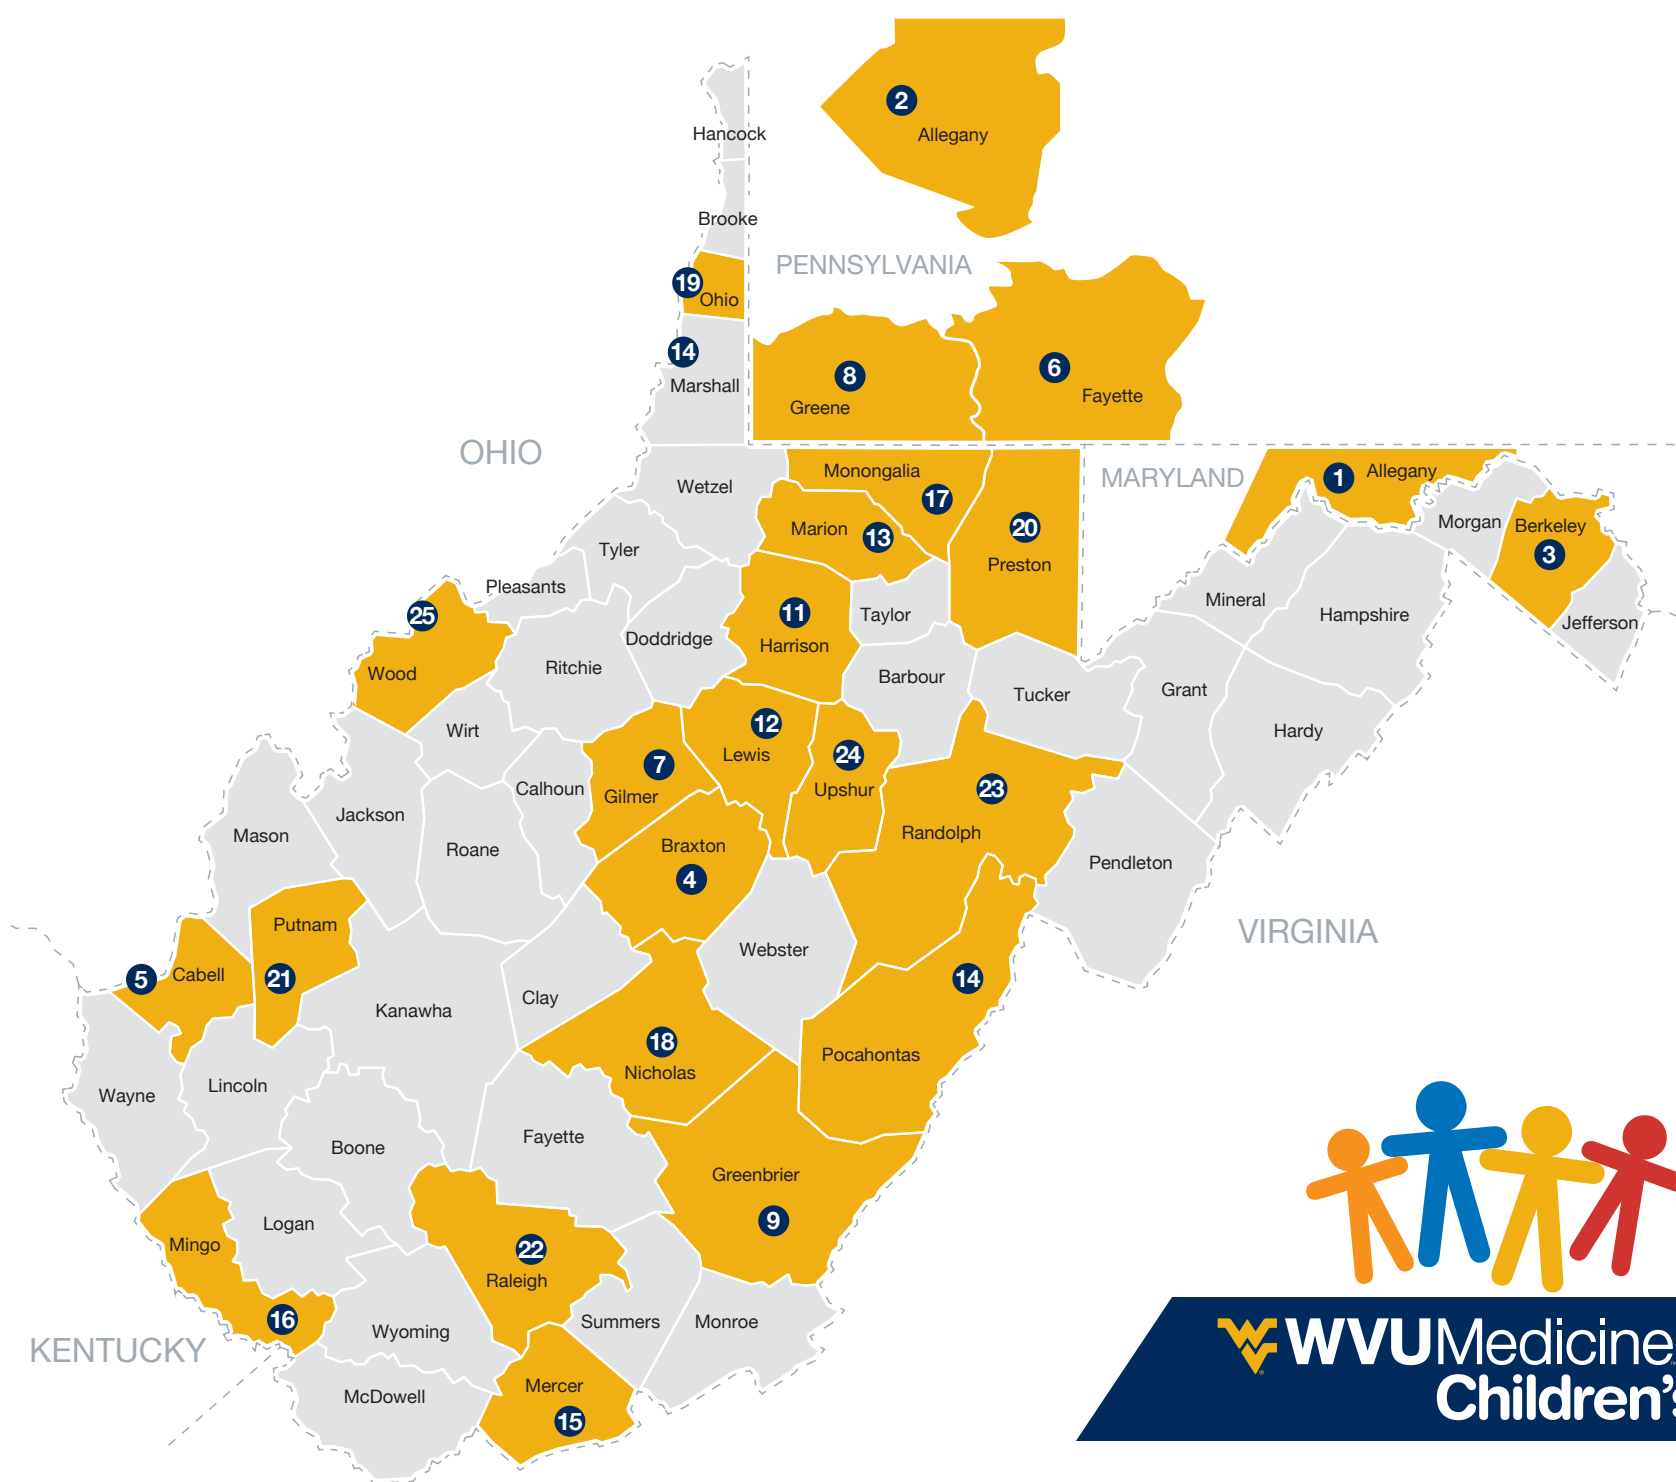 2
Allegany
Hancock
Brooke
PENNSYLVANIA
19
Ohio
14
Marshall
8
Greene
6
Fayette
OHIO
MARYLAND
Wetzel
Monongalia
17
1
Allegany
Marion
13
20
Preston
Morgan
Berkeley
3
Tyler
Pleasants
25
Wood
Doddridge
Ritchie
11
Harrison
Taylor
Barbour
Tucker
Mineral
Hampshire
Jefferson
Grant
Hardy
Wirt
12
Lewis
7
Gilmer
24
Upshur
23
Randolph
Calhoun
Jackson
Mason
Roane
Braxton
4
Pendleton
VIRGINIA
Putnam
21
5
Cabell
Webster
14
Pocahontas
Clay
Kanawha
18
Nicholas
Wayne
Lincoln
Boone
Fayette
Greenbrier
9
Logan
Mingo
16
22
Raleigh
Summers
Monroe
Wyoming
KENTUCKY
McDowell
Mercer
15
WVUMedicine
Children's